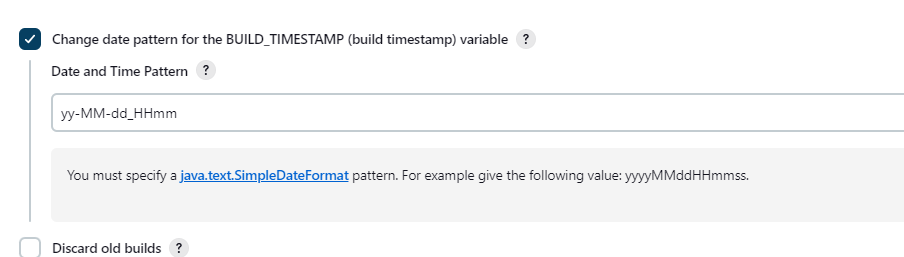 Change date pattern for the BUILD_TIMESTAMP (build timestamp) variable ?
Date and Time Pattern ?
yy-MM-dd_HHmm
You must specify a java.text.SimpleDateFormat pattern. For example give the following value: yyyyMMddHHmmss.
Discard old builds ?